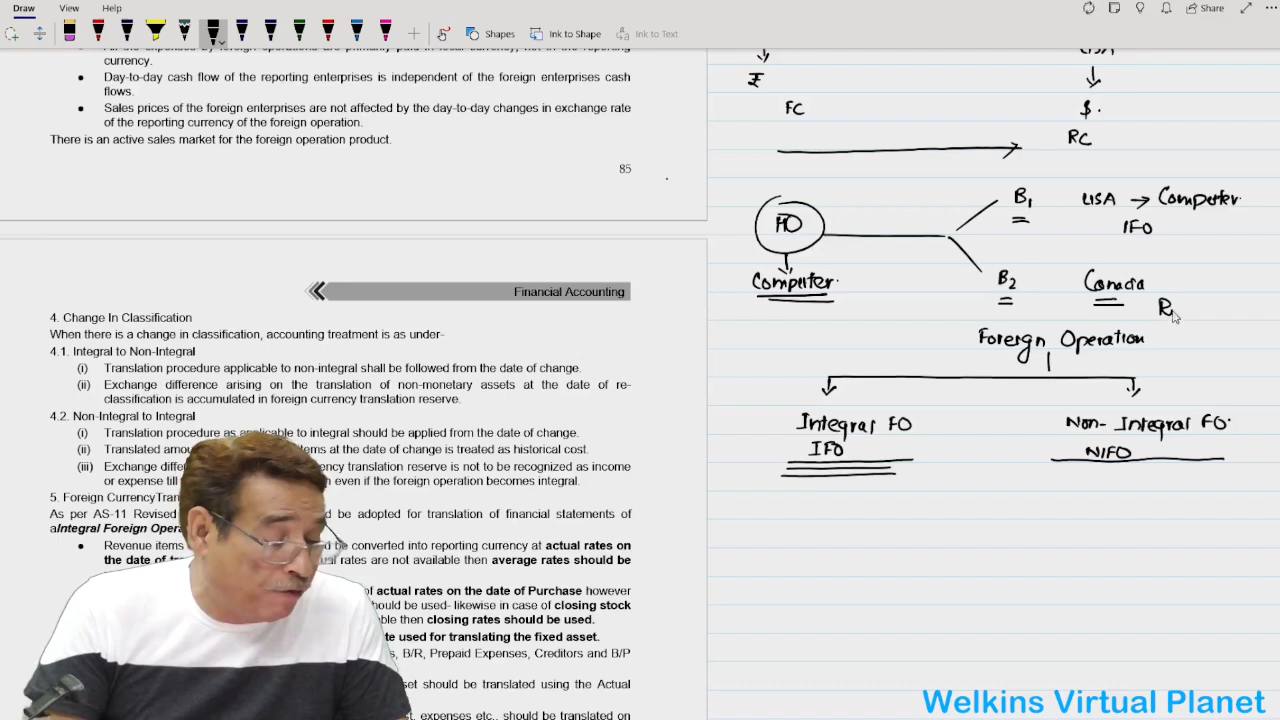 Draw View Help Share
Shapes Ink to Shape Ink to Text
currency.
Day-to-day cash flow of the reporting enterprises is independent of the foreign enterprises cash
flows.
Sales prices of the foreign enterprises are not affected by the day-to-day changes in exchange rate
of the reporting currency of the foreign operation.
There is an active sales market for the foreign operation product.
85
Financial Accounting
4. Change In Classification
When there is a change in classification, accounting treatment is as under-
4.1. Integral to Non-Integral
(i) Translation procedure applicable to non-integral shall be followed from the date of change.
(ii) Exchange difference arising on the translation of non-monetary assets at the date of re-
classification is accumulated in foreign currency translation reserve.
4.2. Non-Integral to Integral
(i) Translation procedure as applicable to integral should be applied from the date of change.
(ii) Translated amou ems at the date of change is treated as historical cost.
(iii) Exchange diffe ency translation reserve is not to be recognized as income
or expense till n even if the foreign operation becomes integral.
5. Foreign CurrencyTran
As per AS-11 Revised d be adopted for translation of financial statements of
aIntegral Foreign Opera
Revenue items d be converted into reporting currency at actual rates on
the date of tra al rates are not available then average rates should be
of actual rates on the date of Purchase however
hould be used- likewise in case of closing stock
ble then closing rates should be used.
te used for translating the fixed asset.
s, B/R, Prepaid Expenses, Creditors and B/P
set should be translated using the Actual
, expenses etc., should be translated on
₹ $.
FC
RC
HO
B1 USA → Computer.
IFO
Computer.
B2 Canada
R
Foreign Operation
Integral FO Non-Integral FO.
IFO NIFO
Welkins Virtual Planet